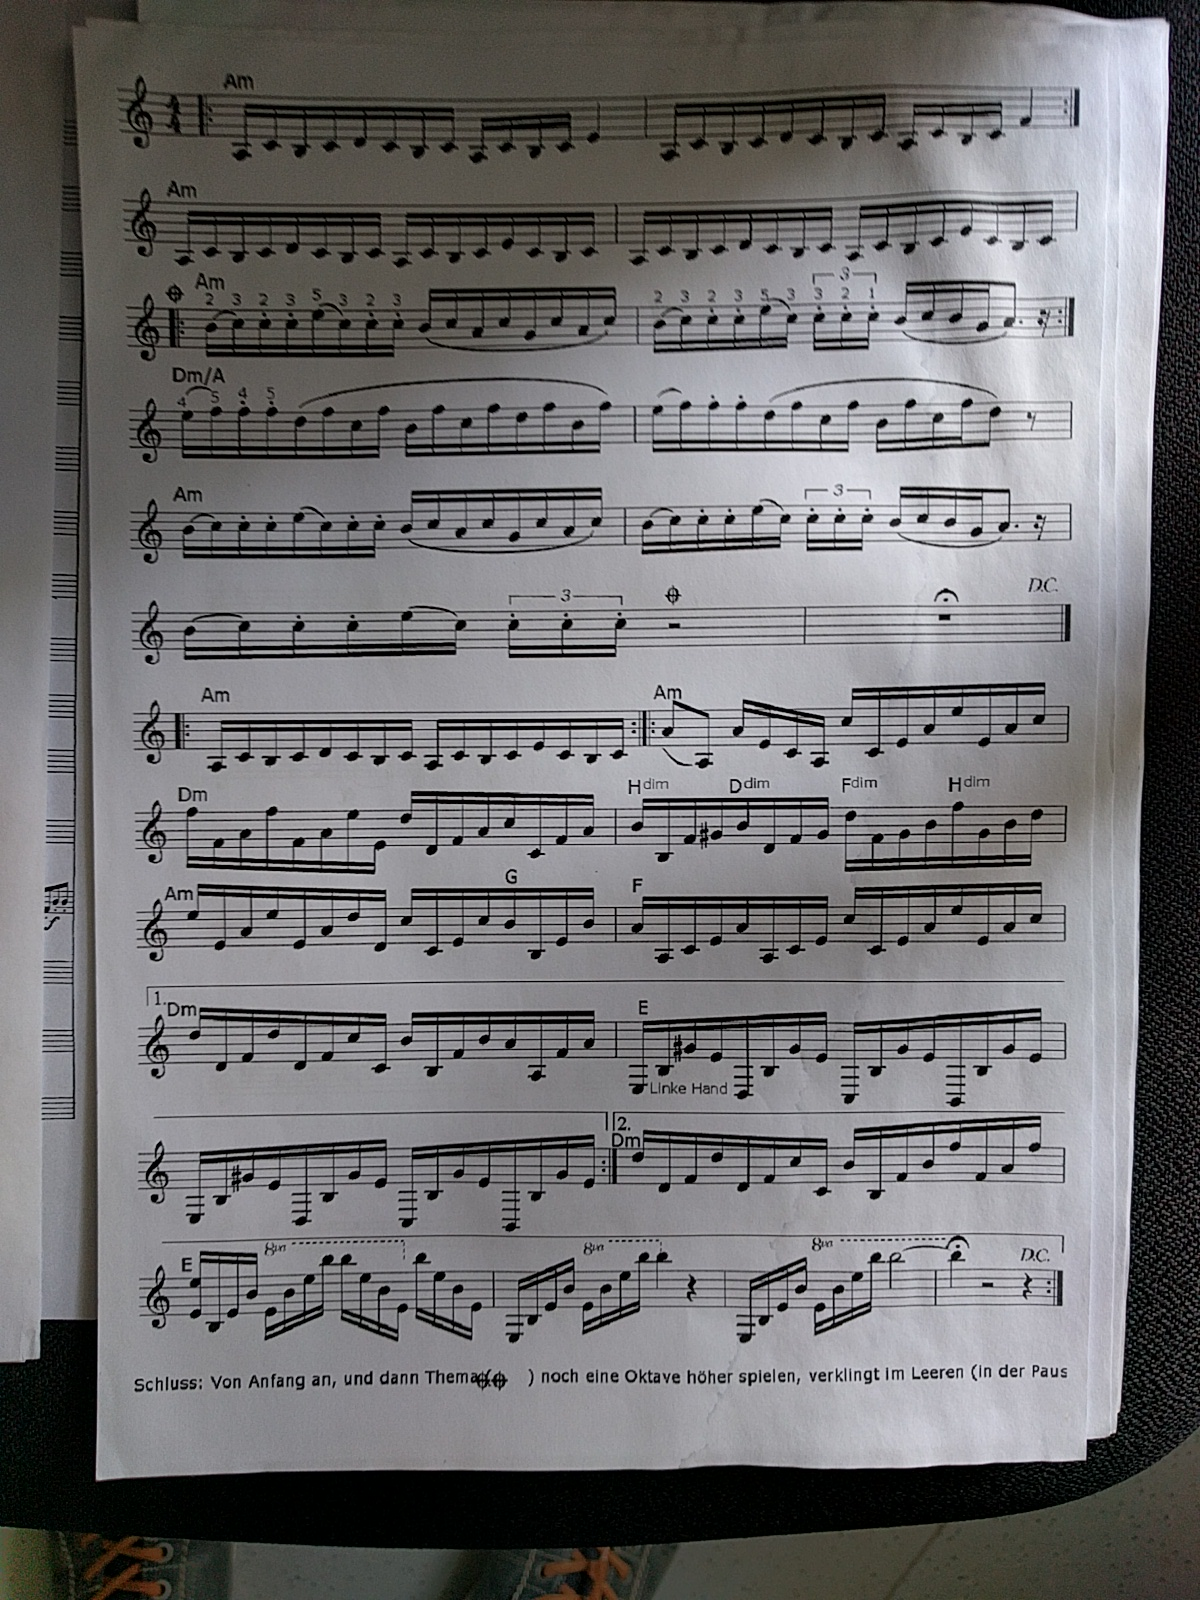 Am
4
4
Am
Am
3
2 3 2 3 5 3 2 3 2 3 2 3 5 3 3 2 1
Dm/A
4 5 4 5
Am
3
3
D.C.
Am Am
Dm Hdim Ddim Fdim Hdim
Am G F
1.
Dm E
Linke Hand
2.
Dm
8va 8va 8va
E D.C.
Schluss: Von Anfang an, und dann Thema( ) noch eine Oktave höher spielen, verklingt im Leeren (in der Paus